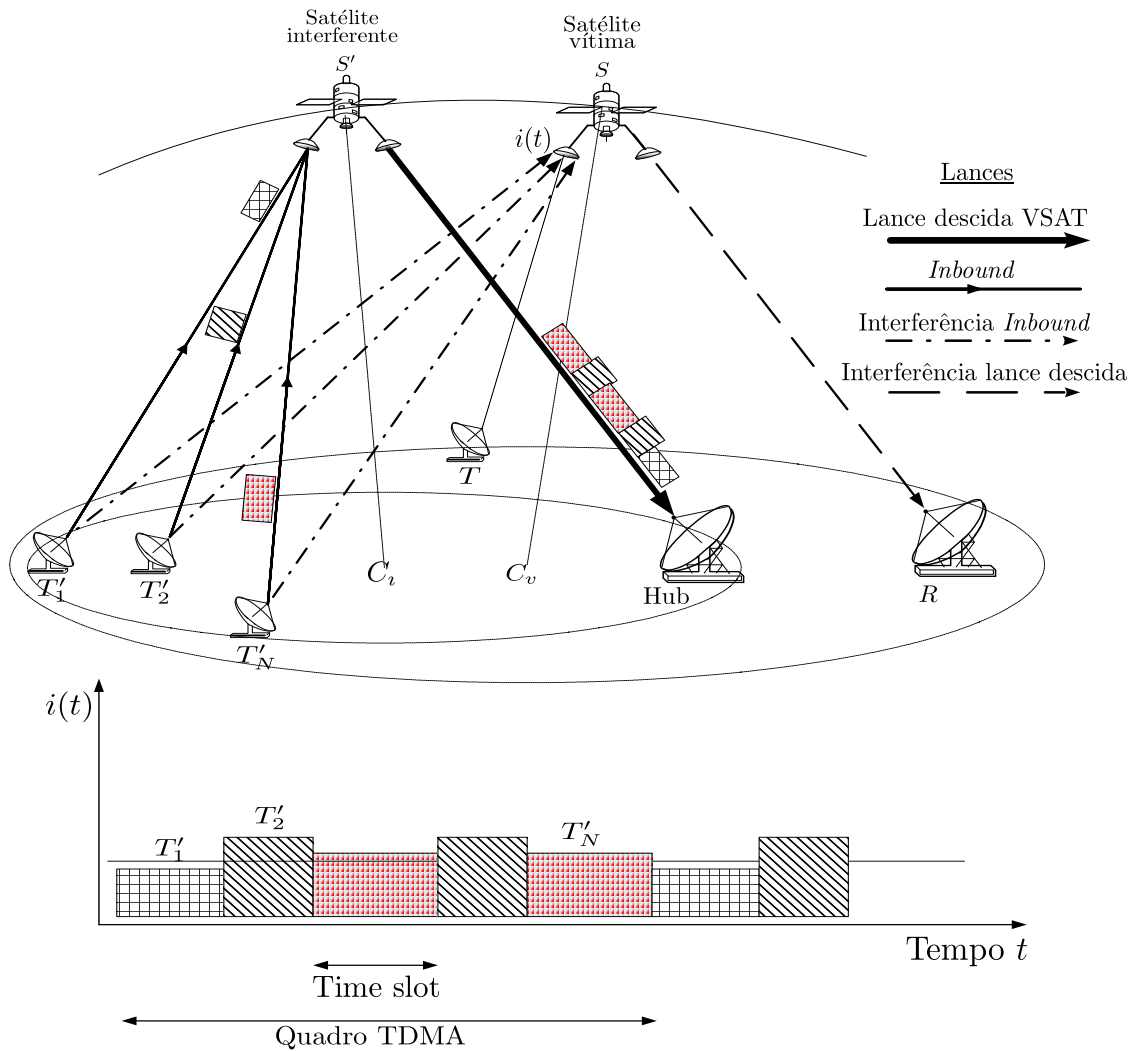 Satélite
interferente
S′
Satélite
vítima
S
i(t)
Lances
Lance descida VSAT
Inbound
Interferência Inbound
Interferência lance descida
T
T′1
T′2
T′N
Ci
Cv
Hub
R
i(t)
T′1
T′2
T′N
Tempo t
Time slot
Quadro TDMA